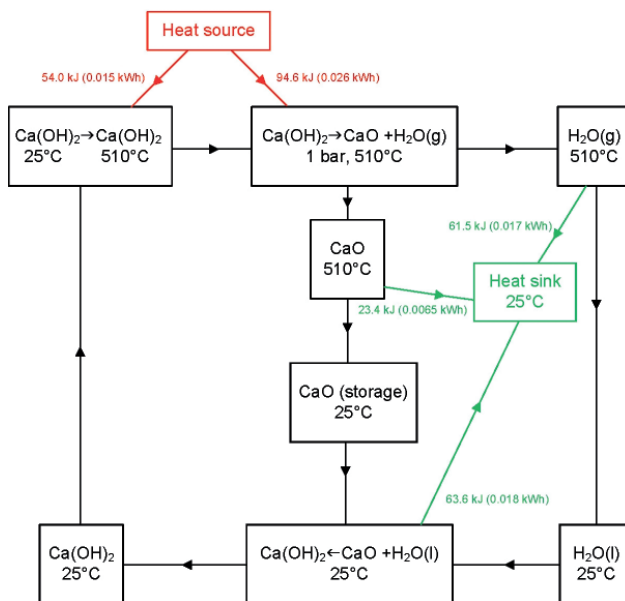 Heat source
54.0 kJ (0.015 kWh)
94.6 kJ (0.026 kWh)
Ca(OH)2→Ca(OH)2
25°C 510°C
Ca(OH)2→CaO +H2O(g)
1 bar, 510°C
H2O(g)
510°C
61.5 kJ (0.017 kWh)
CaO
510°C
Heat sink
25°C
23.4 kJ (0.0065 kWh)
CaO (storage)
25°C
63.6 kJ (0.018 kWh)
Ca(OH)2
25°C
Ca(OH)2←CaO +H2O(l)
25°C
H2O(l)
25°C